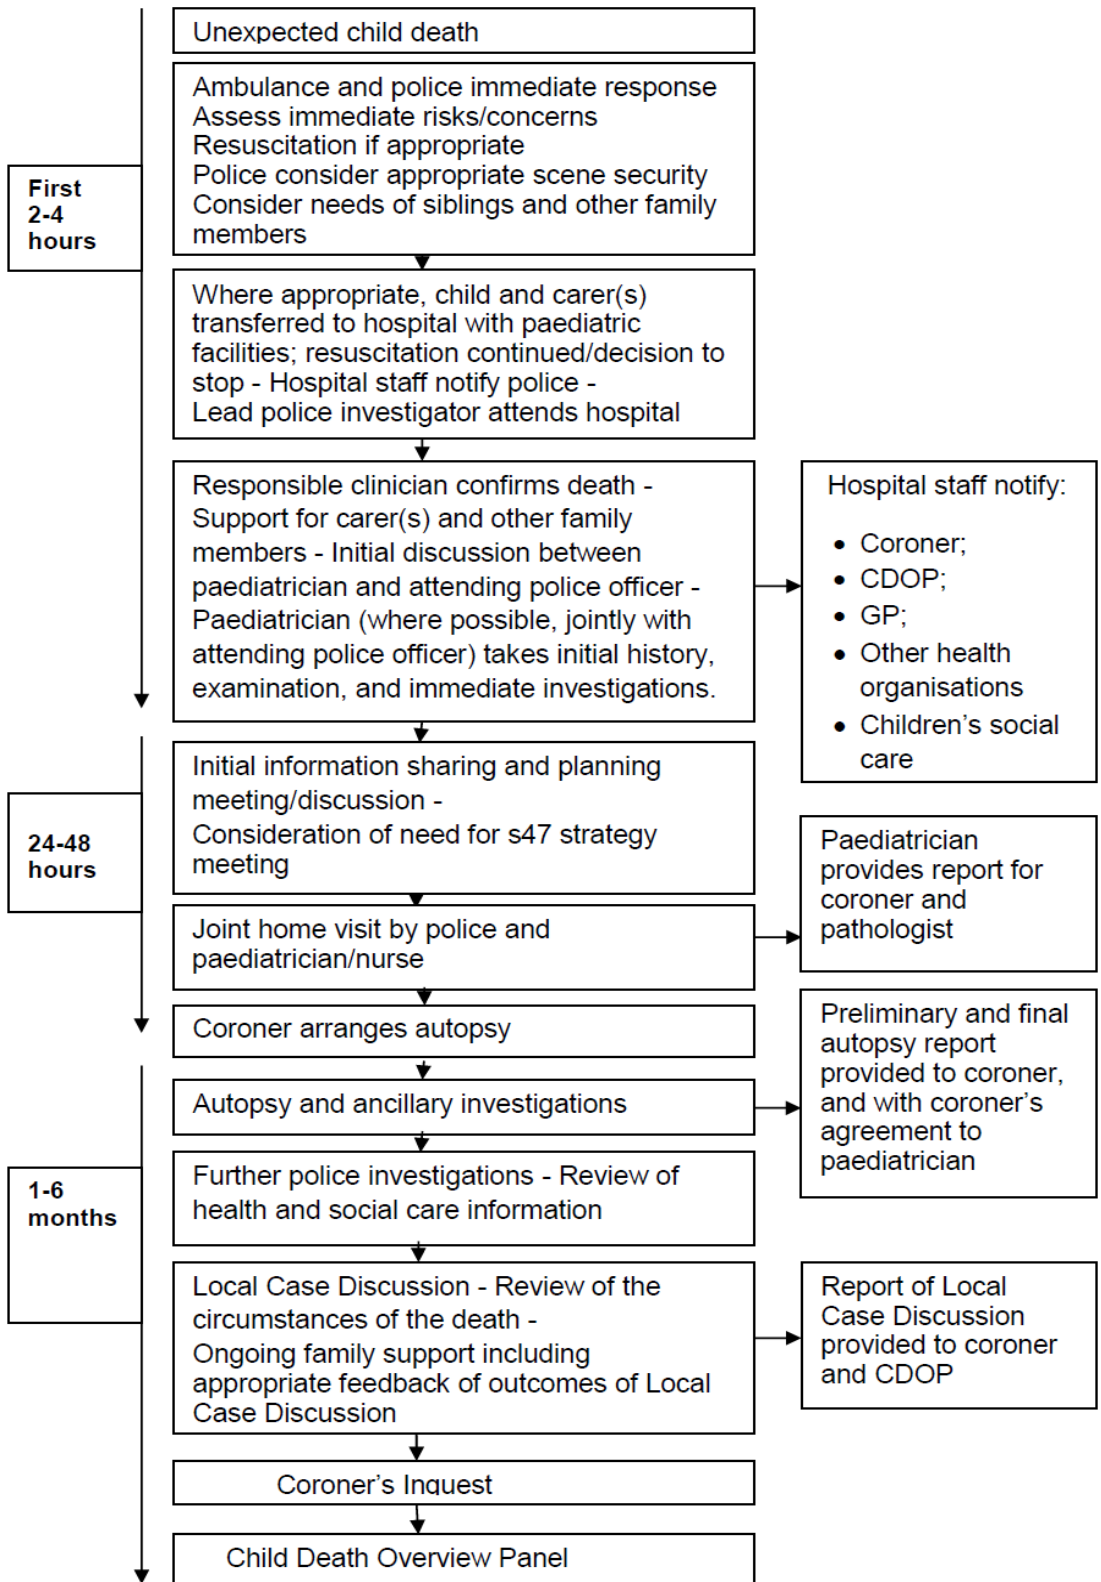 Unexpected child death
Ambulance and police immediate response
Assess immediate risks/concerns
Resuscitation if appropriate
Police consider appropriate scene security
Consider needs of siblings and other family
members
First
2-4
hours
Where appropriate, child and carer(s)
transferred to hospital with paediatric
facilities; resuscitation continued/decision to
stop - Hospital staff notify police -
Lead police investigator attends hospital
Responsible clinician confirms death -
Support for carer(s) and other family
members - Initial discussion between
paediatrician and attending police officer -
Paediatrician (where possible, jointly with
attending police officer) takes initial history,
examination, and immediate investigations.
Hospital staff notify:
• Coroner;
• CDOP;
• GP;
• Other health
organisations
• Children's social
care
24-48
hours
Initial information sharing and planning
meeting/discussion -
Consideration of need for s47 strategy
meeting
Joint home visit by police and
paediatrician/nurse
Paediatrician
provides report for
coroner and
pathologist
Coroner arranges autopsy
1-6
months
Autopsy and ancillary investigations
Preliminary and final
autopsy report
provided to coroner,
and with coroner's
agreement to
paediatrician
Further police investigations - Review of
health and social care information
Local Case Discussion - Review of the
circumstances of the death -
Ongoing family support including
appropriate feedback of outcomes of Local
Case Discussion
Report of Local
Case Discussion
provided to coroner
and CDOP
Coroner's Inquest
Child Death Overview Panel